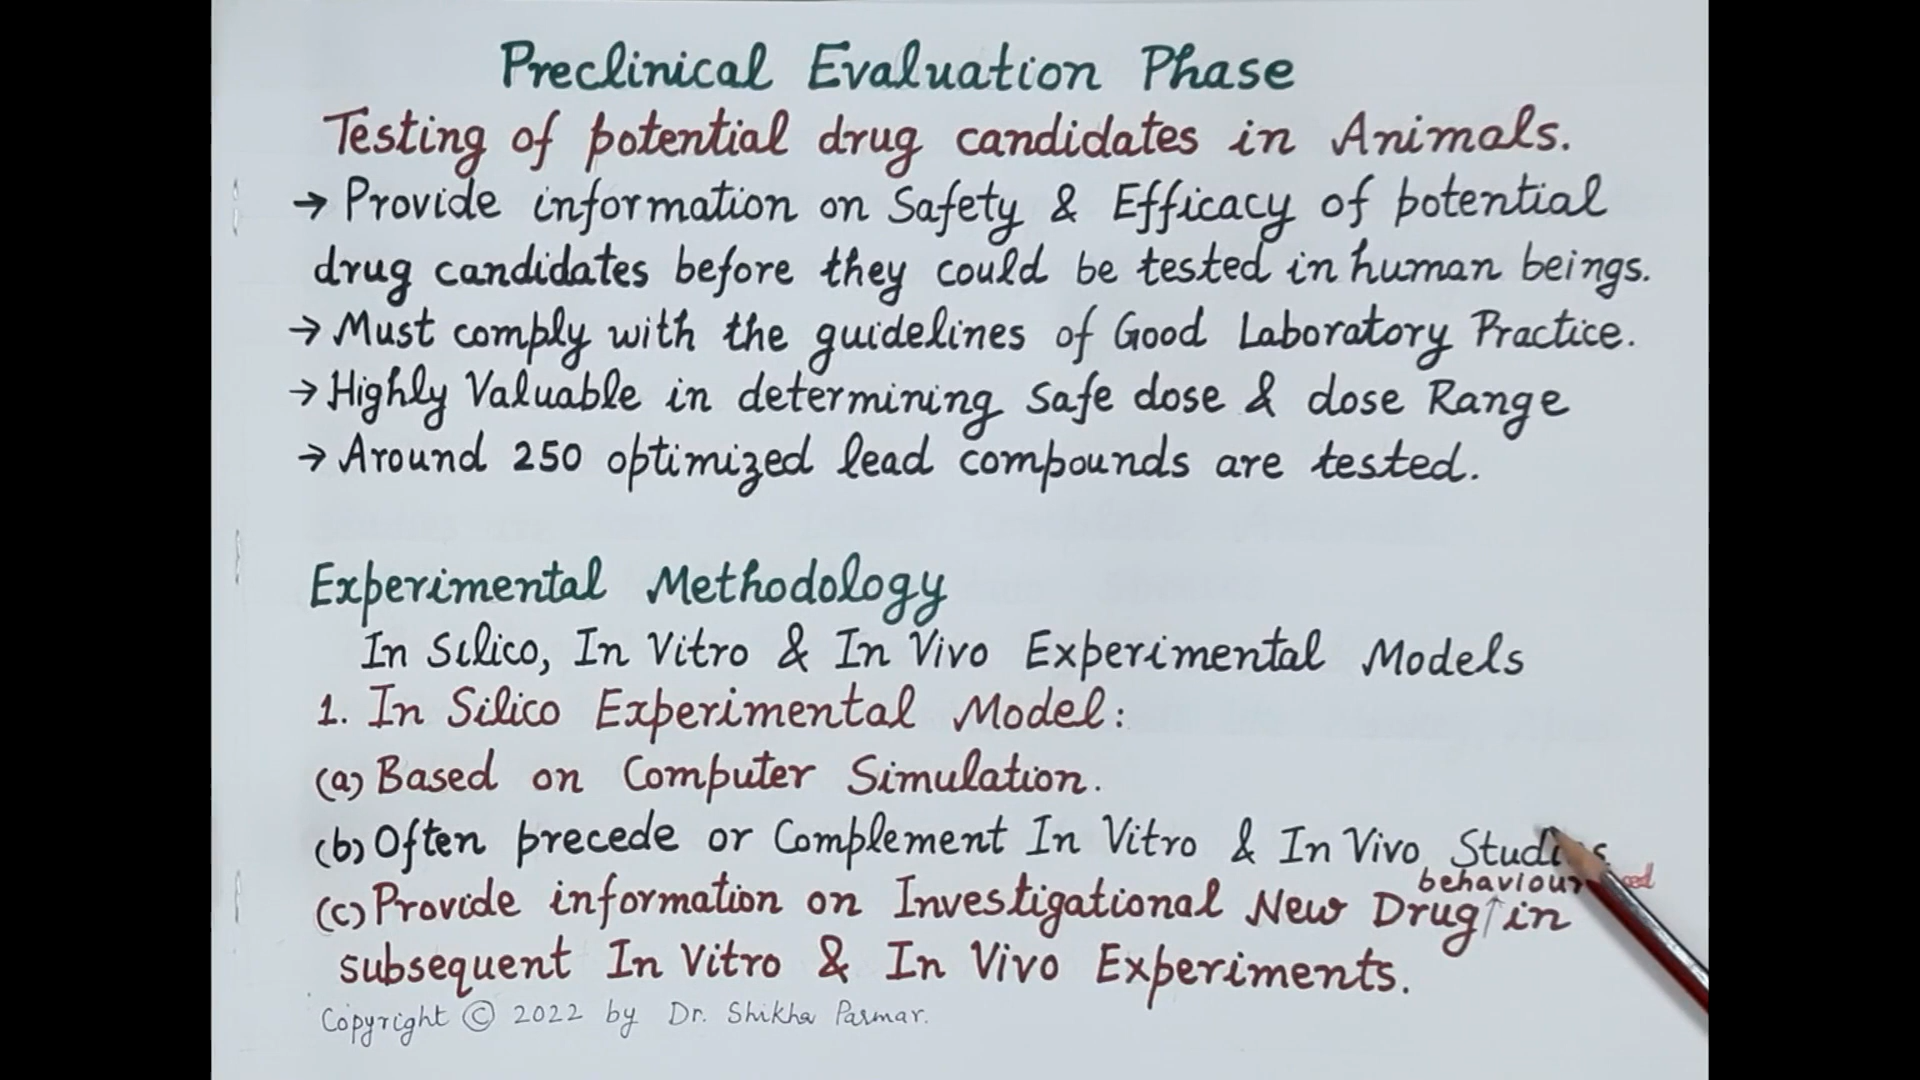 Preclinical Evaluation Phase
Testing of potential drug candidates in Animals.
→ Provide information on Safety & Efficacy of potential
drug candidates before they could be tested in human beings.
→ Must comply with the guidelines of Good Laboratory Practice.
→ Highly Valuable in determining Safe dose & dose Range
→ Around 250 optimized lead compounds are tested.
Experimental Methodology
In Silico, In Vitro & In Vivo Experimental Models
1. In Silico Experimental Model:
(a) Based on Computer Simulation.
(b) Often precede or Complement In Vitro & In Vivo Studies
behaviour
(c) Provide information on Investigational New Drug ↑ in
subsequent In Vitro & In Vivo Experiments.
Copyright © 2022 by Dr. Shikha Parmar.